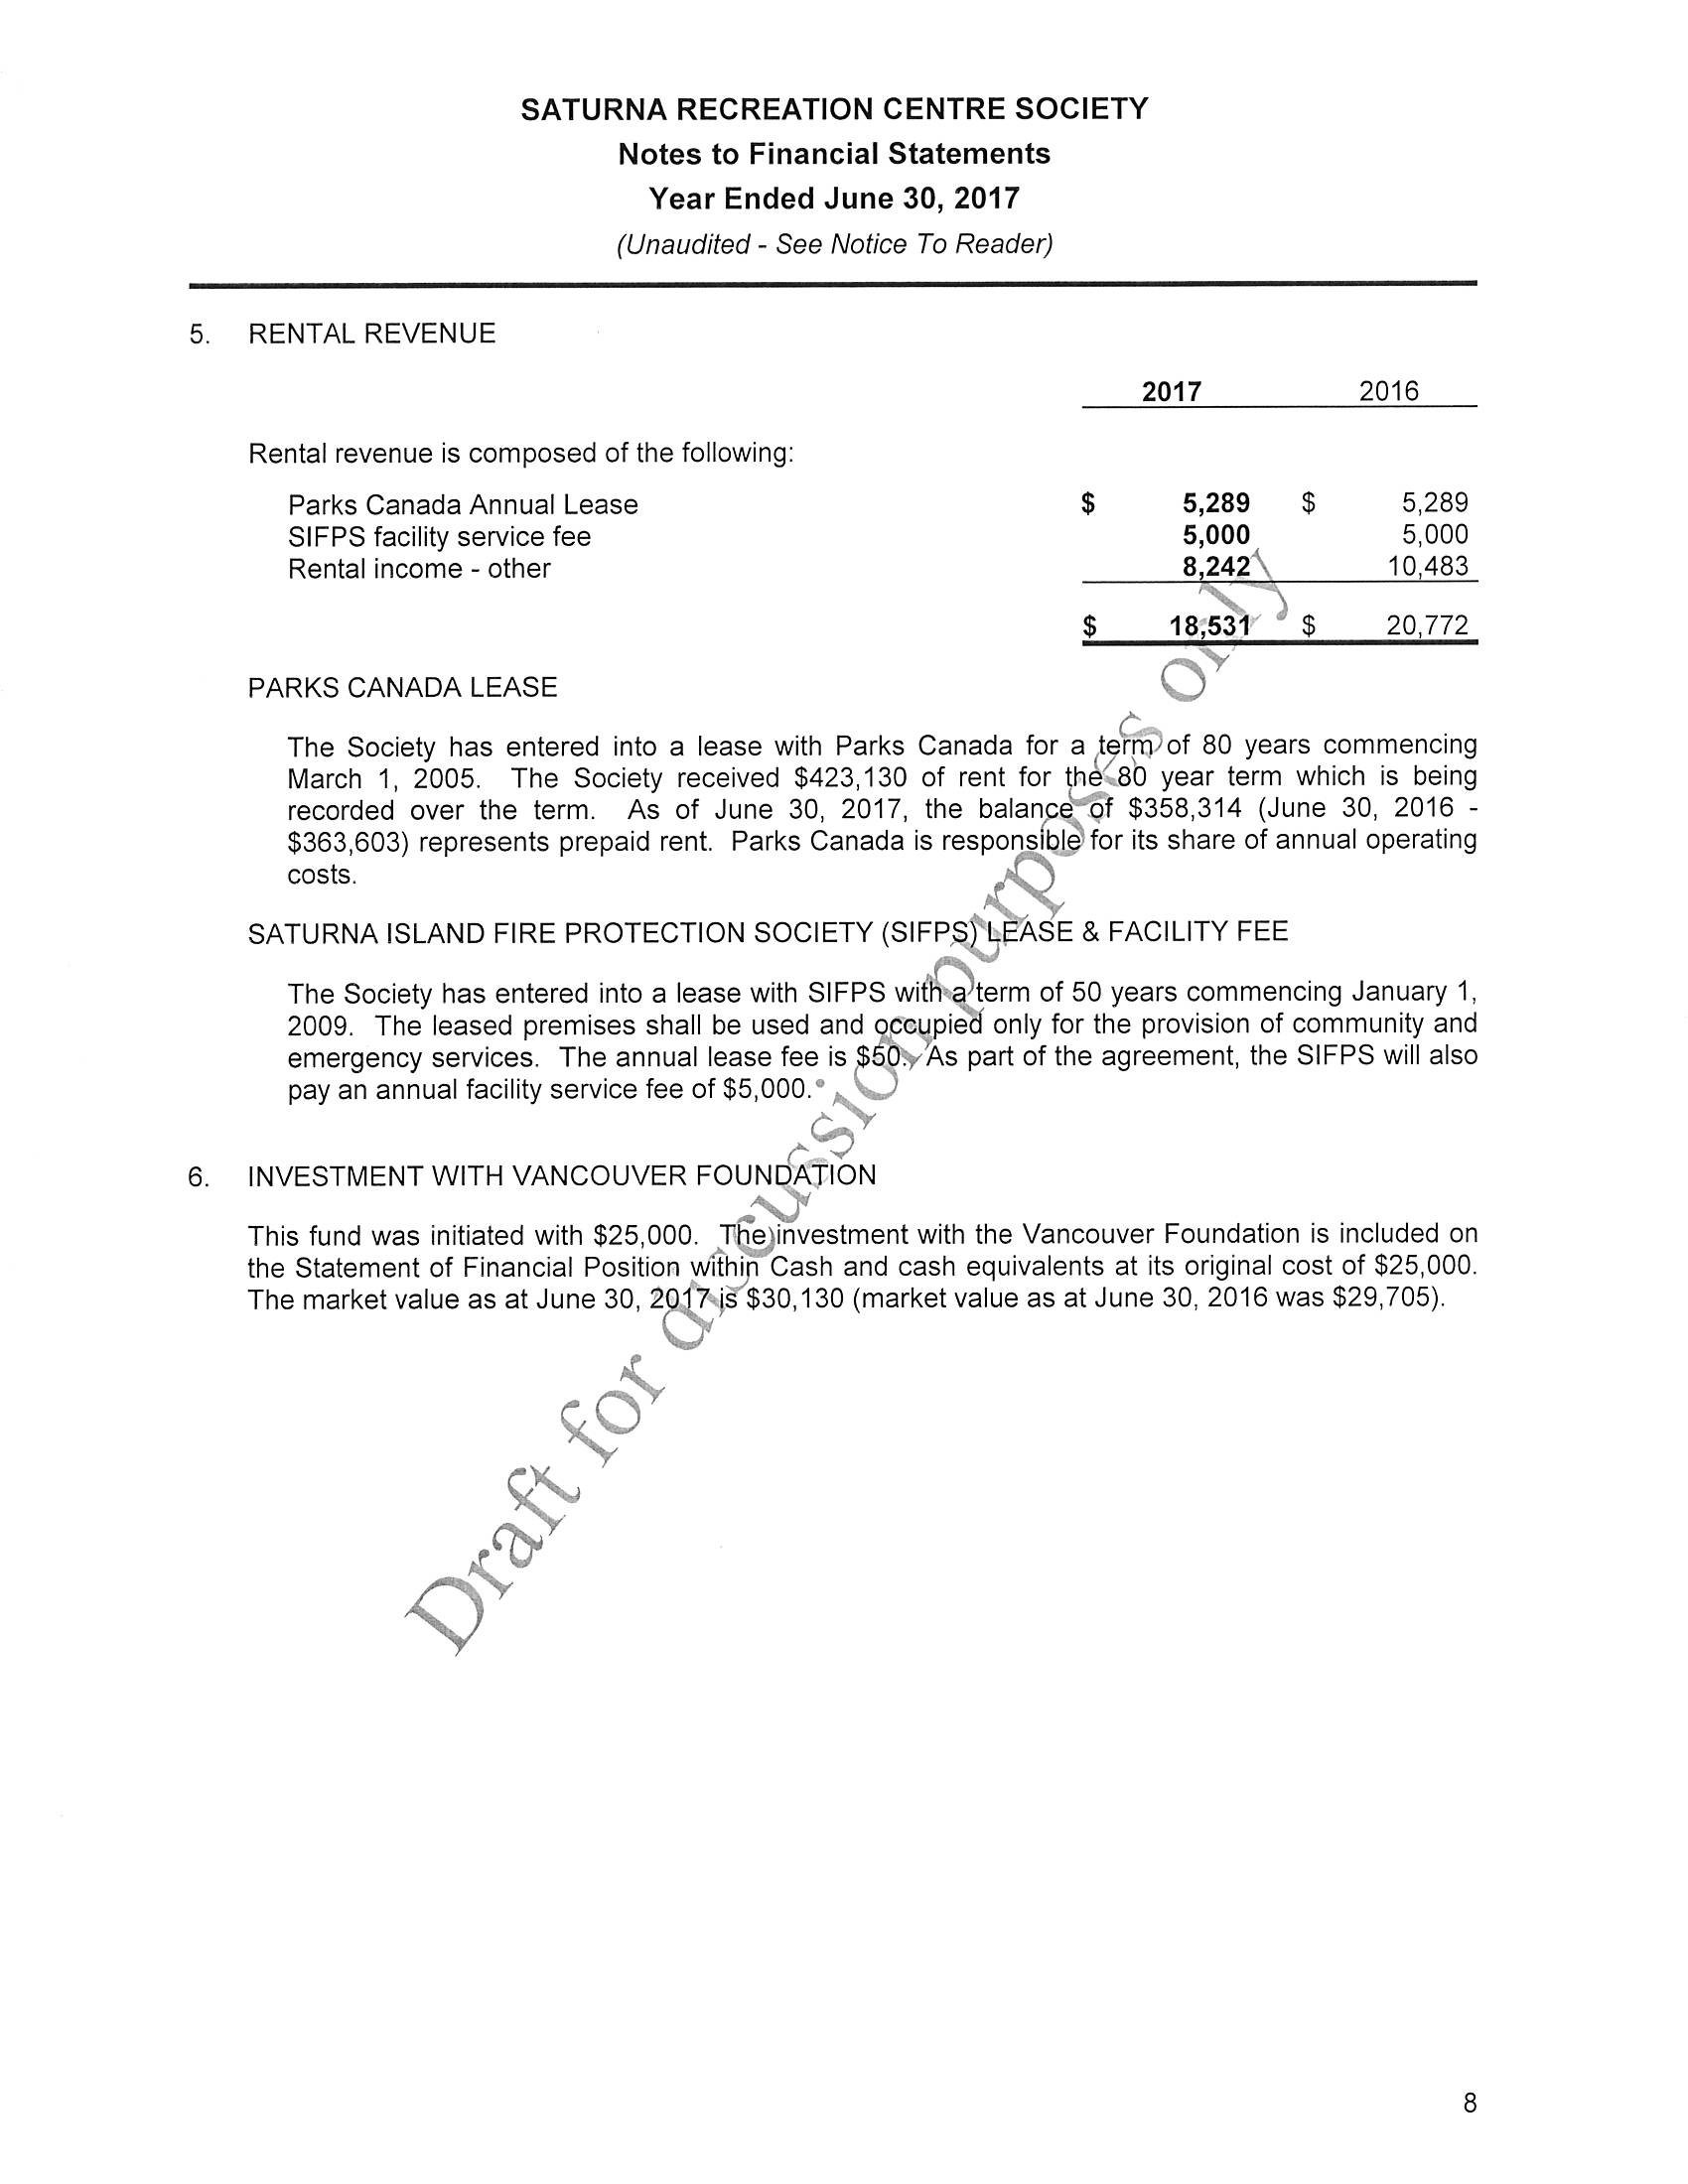 SATURNA RECREATION CENTRE SOCIETY
Notes to Financial Statements
Year Ended June 30, 2017
(Unaudited - See Notice To Reader)
5. RENTAL REVENUE
2017 2016
Rental revenue is composed of the following:
Parks Canada Annual Lease $ 5,289 $ 5,289
SIFPS facility service fee 5,000 5,000
Rental income - other 8,242 10,483
$ 18,531 $ 20,772
PARKS CANADA LEASE
The Society has entered into a lease with Parks Canada for a term of 80 years commencing
March 1, 2005. The Society received $423,130 of rent for the 80 year term which is being
recorded over the term. As of June 30, 2017, the balance of $358,314 (June 30, 2016 -
$363,603) represents prepaid rent. Parks Canada is responsible for its share of annual operating
costs.
SATURNA ISLAND FIRE PROTECTION SOCIETY (SIFPS) LEASE & FACILITY FEE
The Society has entered into a lease with SIFPS with a term of 50 years commencing January 1,
2009. The leased premises shall be used and occupied only for the provision of community and
emergency services. The annual lease fee is $50. As part of the agreement, the SIFPS will also
pay an annual facility service fee of $5,000.
6. INVESTMENT WITH VANCOUVER FOUNDATION
This fund was initiated with $25,000. The investment with the Vancouver Foundation is included on
the Statement of Financial Position within Cash and cash equivalents at its original cost of $25,000.
The market value as at June 30, 2017 is $30,130 (market value as at June 30, 2016 was $29,705).
Draft for discussion purposes only
8